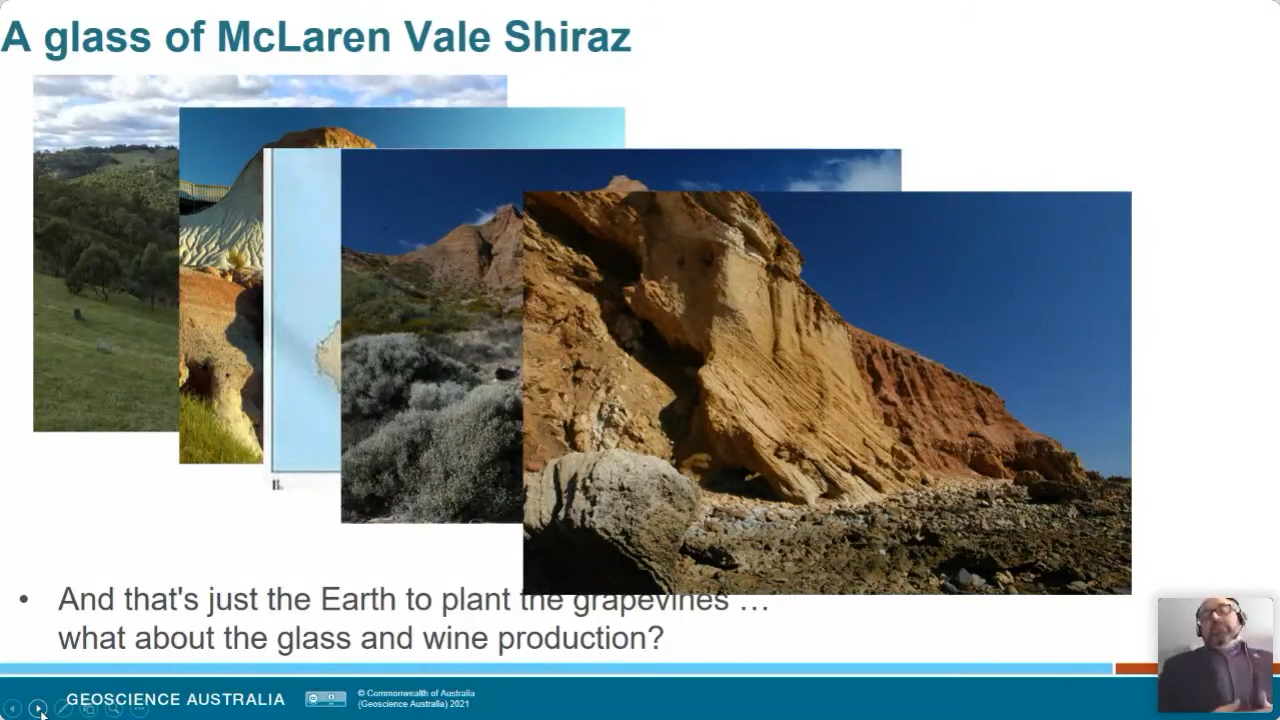 A glass of McLaren Vale Shiraz
B.
• And that's just the Earth to plant the grapevines …
what about the glass and wine production?
GEOSCIENCE AUSTRALIA
© Commonwealth of Australia
(Geoscience Australia) 2021